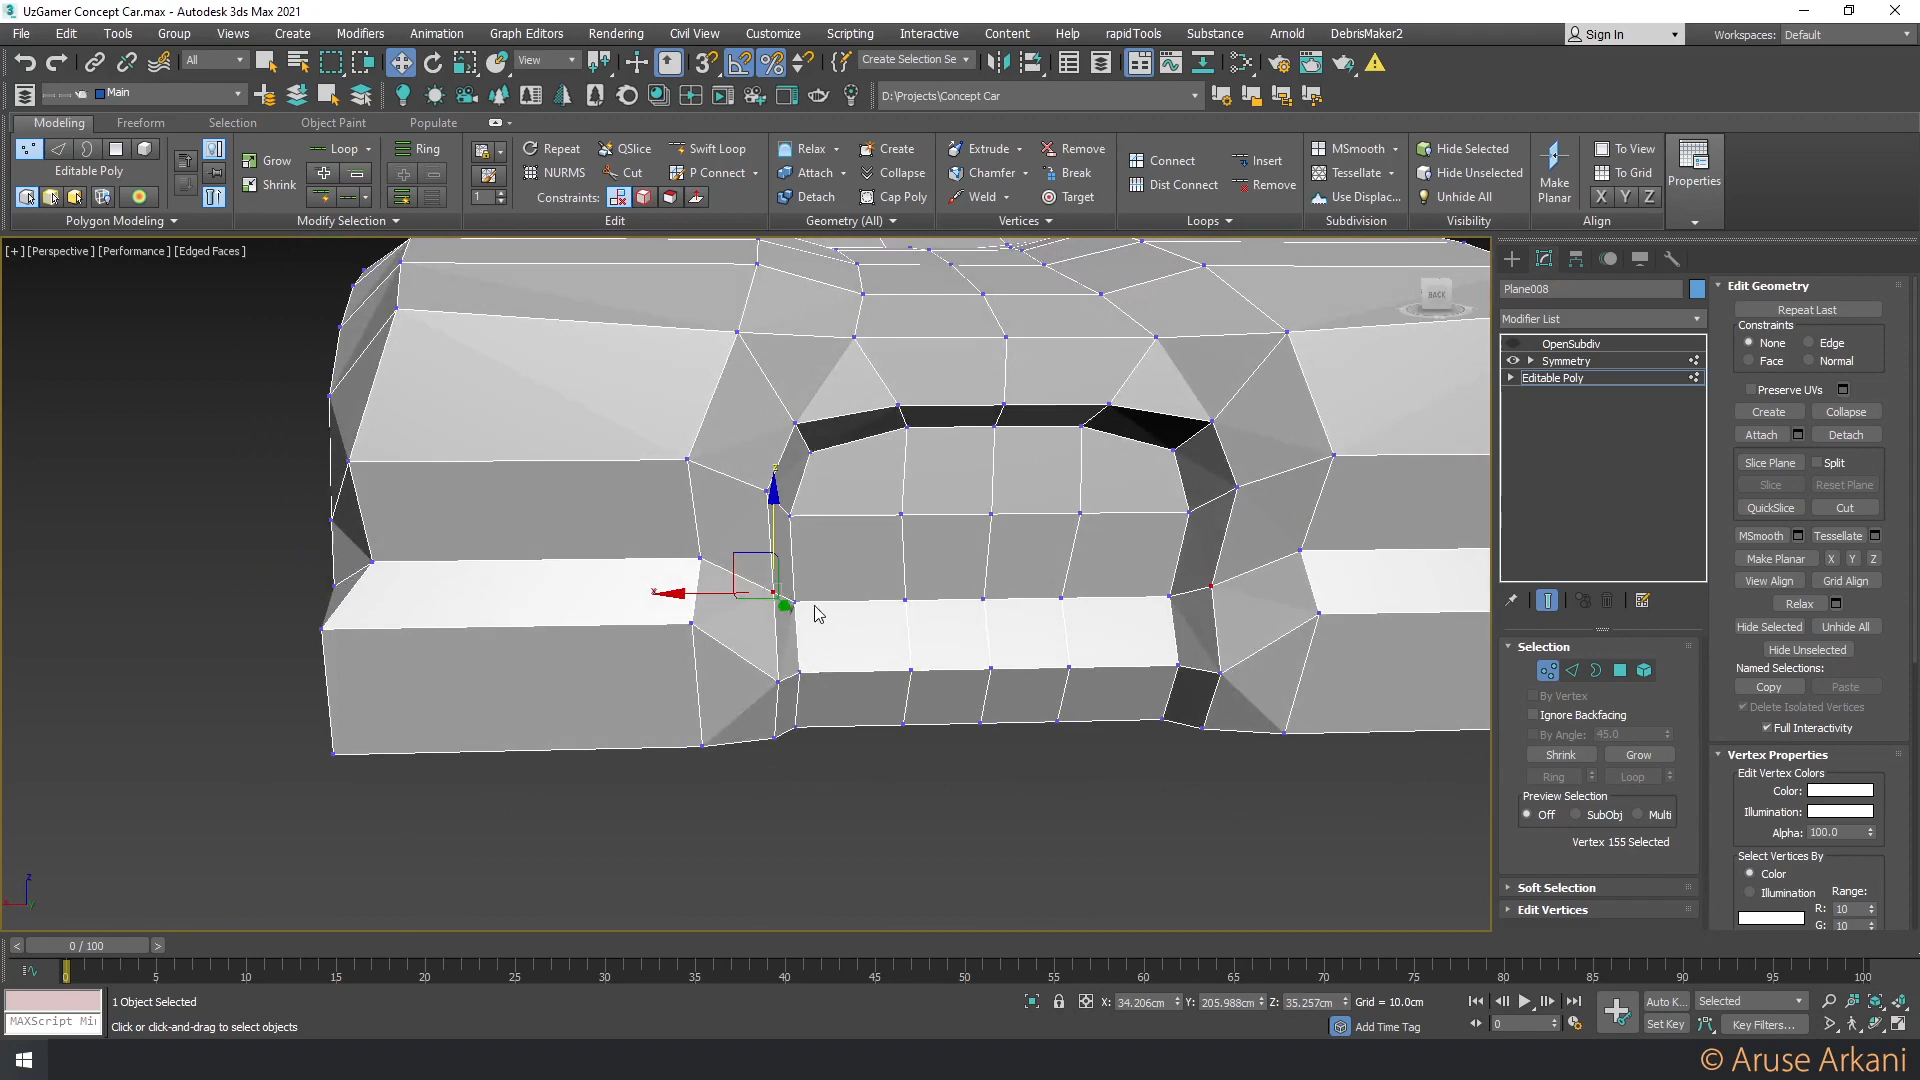 UzGamer Concept Car.max - Autodesk 3ds Max 2021
File Edit Tools Group Views Create Modifiers Animation Graph Editors Rendering Civil View Customize Scripting Interactive Content Help rapidTools Substance Arnold DebrisMaker2 Sign In Workspaces: Default
All View Create Selection Se
Main D:\Projects\Concept Car
Modeling Freeform Selection Object Paint Populate
Loop Ring Repeat QSlice Swift Loop Relax Create Extrude Remove MSmooth Hide Selected To View
Editable Poly Grow NURMS Cut P Connect Attach Collapse Chamfer Break Connect Insert Tessellate Hide Unselected To Grid
Shrink 1 Constraints: Detach Cap Poly Weld Target Dist Connect Remove Use Displac... Unhide All Make Planar X Y Z Properties
Polygon Modeling Modify Selection Edit Geometry (All) Vertices Loops Subdivision Visibility Align
[+] [Perspective] [Performance] [Edged Faces]
BACK
z
x
Plane008
Modifier List
OpenSubdiv
Symmetry
Editable Poly
Selection
By Vertex
Ignore Backfacing
By Angle: 45.0
Shrink Grow
Ring Loop
Preview Selection
Off SubObj Multi
Vertex 155 Selected
Soft Selection
Edit Vertices
Edit Geometry
Repeat Last
Constraints
None Edge
Face Normal
Preserve UVs
Create Collapse
Attach Detach
Slice Plane Split
Slice Reset Plane
QuickSlice Cut
MSmooth Tessellate
Make Planar X Y Z
View Align Grid Align
Relax
Hide Selected Unhide All
Hide Unselected
Named Selections:
Copy Paste
Delete Isolated Vertices
Full Interactivity
Vertex Properties
Edit Vertex Colors
Color:
Illumination:
Alpha: 100.0
Select Vertices By
Color
Illumination Range:
R: 10
G: 10
z
< 0 / 100 >
0 5 10 15 20 25 30 35 40 45 50 55 60 65 70 75 80 85 90 95 100
1 Object Selected X: 34.206cm Y: 205.988cm Z: 35.257cm Grid = 10.0cm Auto K... Selected
MAXScript Mi Click or click-and-drag to select objects Add Time Tag 0 Set Key Key Filters...
© Aruse Arkani